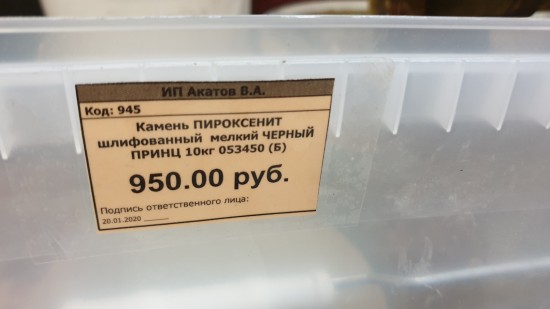 ИП Акатов В.А.
Код: 945
Камень ПИРОКСЕНИТ
шлифованный мелкий ЧЕРНЫЙ
ПРИНЦ 10кг 053450 (Б)
950.00 руб.
Подпись ответственного лица:
20.01.2020 ______